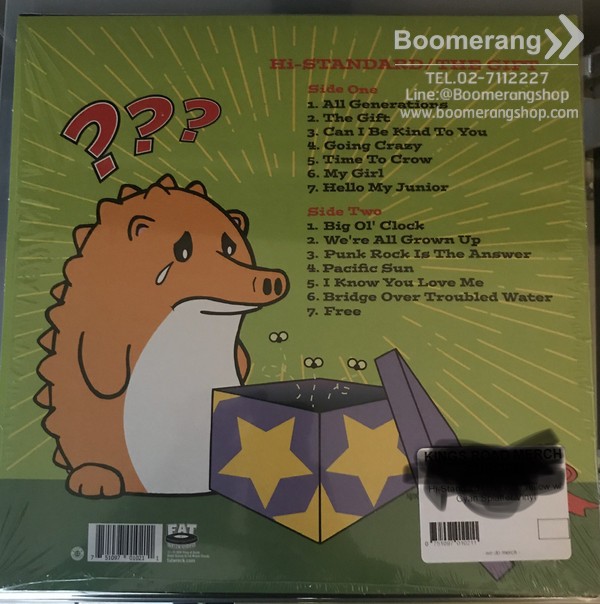 Boomerang
TEL.02-7112227
Line:@Boomerangshop
www.boomerangshop.com
Hi-STANDARD/THE GIFT
Side One
1. All Generations
2. The Gift
3. Can I Be Kind To You
4. Going Crazy
5. Time To Crow
6. My Girl
7. Hello My Junior
Side Two
1. Big Ol' Clock
2. We're All Grown Up
3. Punk Rock Is The Answer
4. Pacific Sun
5. I Know You Love Me
6. Bridge Over Troubled Water
7. Free
???
KINGS ROAD MERCH
FAT